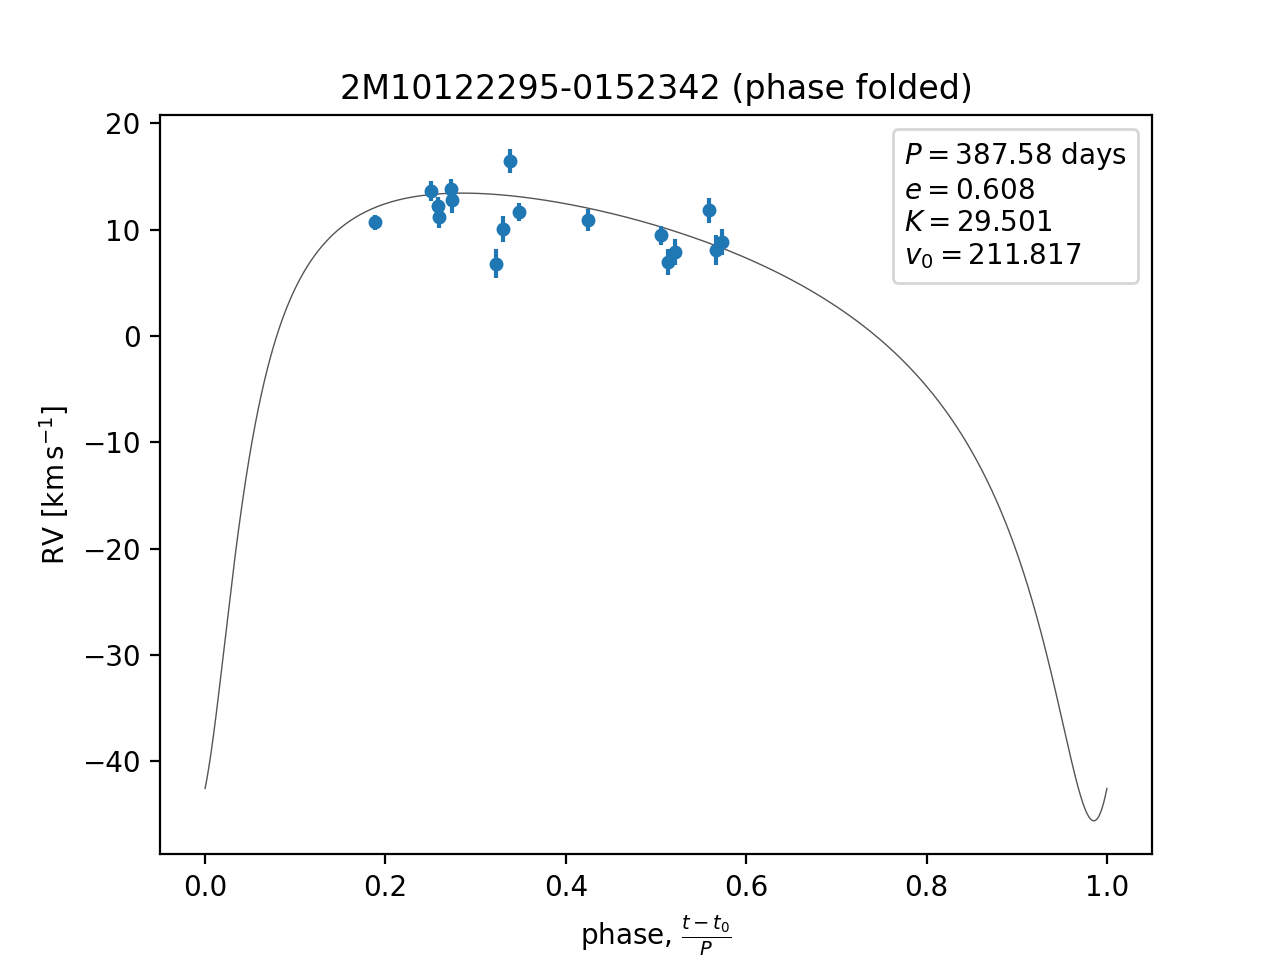 2M10122295-0152342 (phase folded)
P = 387.58 days
e = 0.608
K = 29.501
v₀ = 211.817
20
10
0
−10
−20
−30
−40
RV [km s⁻¹]
0.0 0.2 0.4 0.6 0.8 1.0
phase, (t − t₀)/P